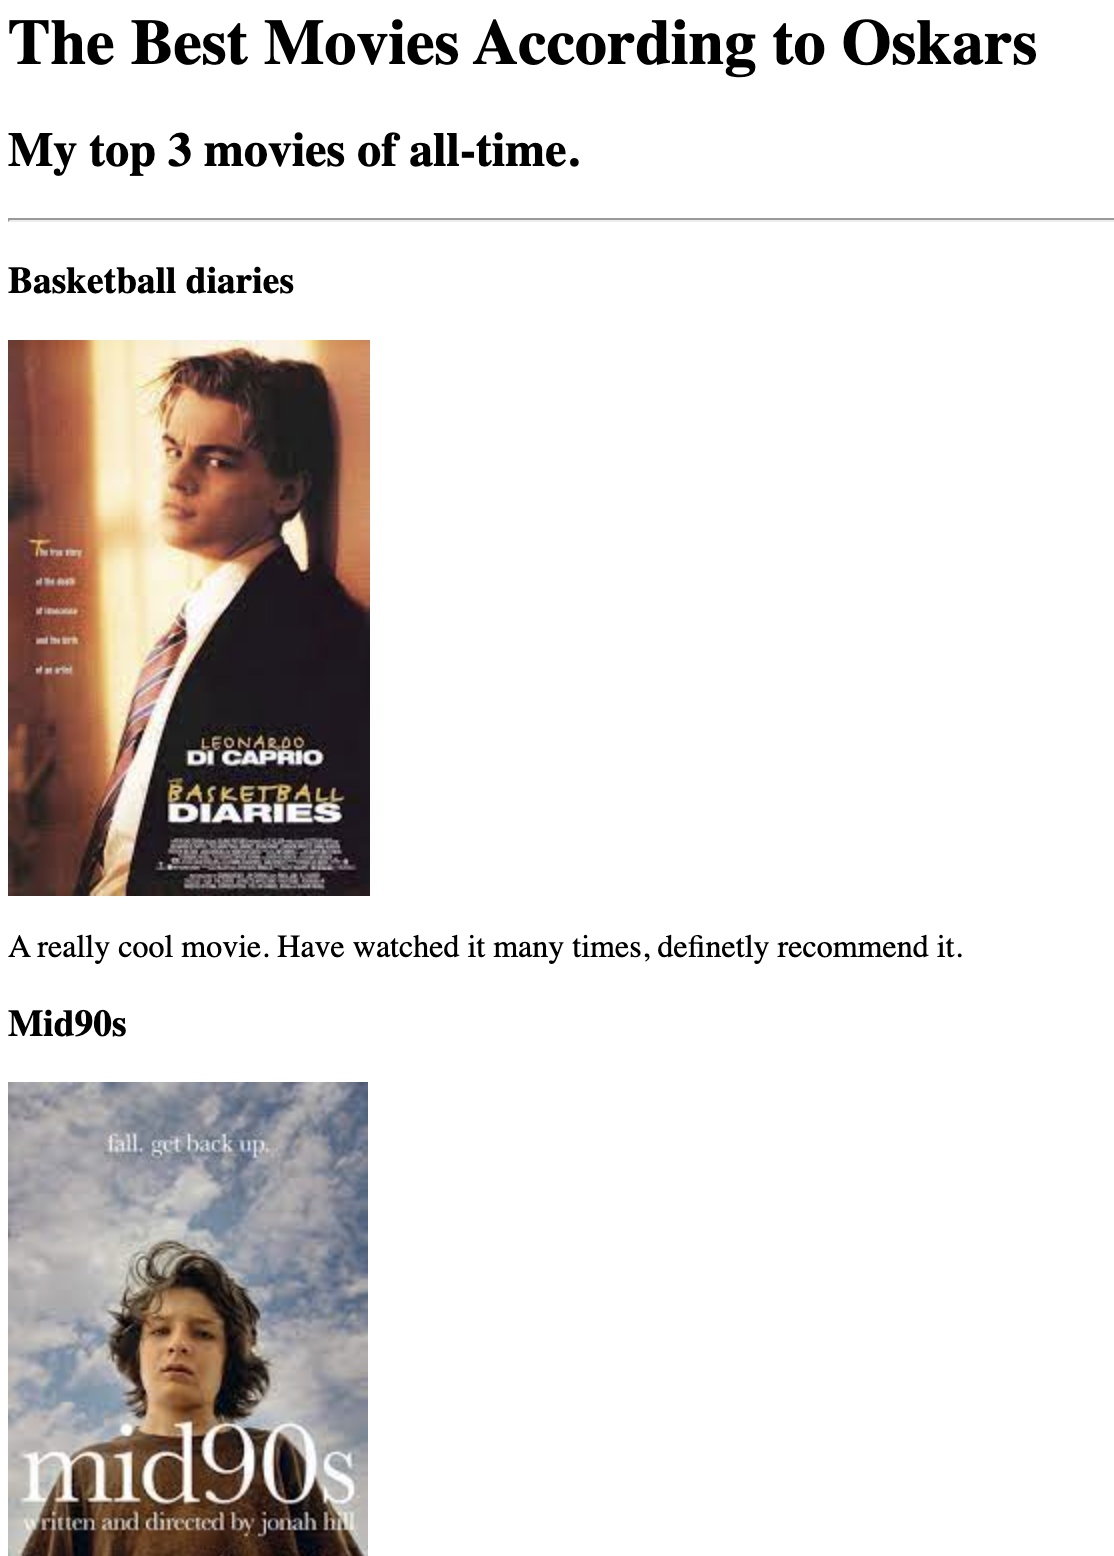 The Best Movies According to Oskars
My top 3 movies of all-time.
Basketball diaries
The true story
of the death
of innocence
and the birth
of an artist
LEONARDO
DI CAPRIO
THE
BASKETBALL
DIARIES
A really cool movie. Have watched it many times, definetly recommend it.
Mid90s
fall. get back up.
mid90s
written and directed by jonah hill